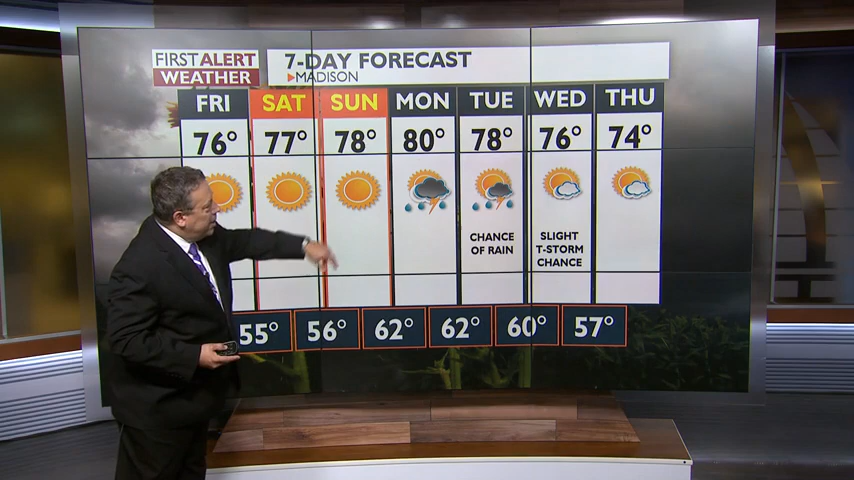 FIRST ALERT
WEATHER
7-DAY FORECAST
MADISON
FRI SAT SUN MON TUE WED THU
76° 77° 78° 80° 78° 76° 74°
CHANCE
OF RAIN
SLIGHT
T-STORM
CHANCE
55° 56° 62° 62° 60° 57°